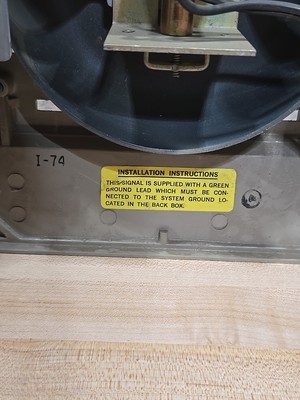 I-74
INSTALLATION INSTRUCTIONS
THIS SIGNAL IS SUPPLIED WITH A GREEN
GROUND LEAD WHICH MUST BE CON-
NECTED TO THE SYSTEM GROUND LO-
CATED IN THE BACK BOX.